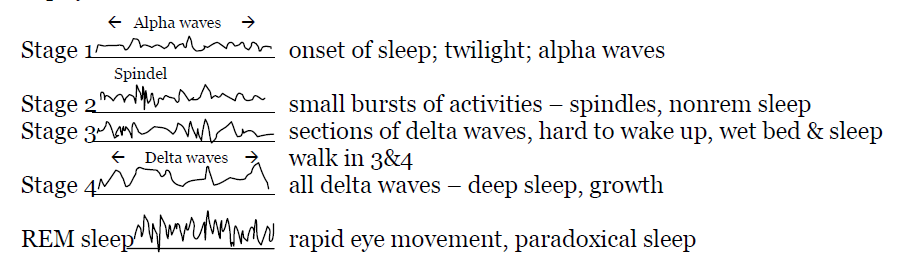 ← Alpha waves →
Stage 1 onset of sleep; twilight; alpha waves
Spindel
Stage 2 small bursts of activities – spindles, nonrem sleep
Stage 3 sections of delta waves, hard to wake up, wet bed & sleep
← Delta waves → walk in 3&4
Stage 4 all delta waves – deep sleep, growth
REM sleep rapid eye movement, paradoxical sleep